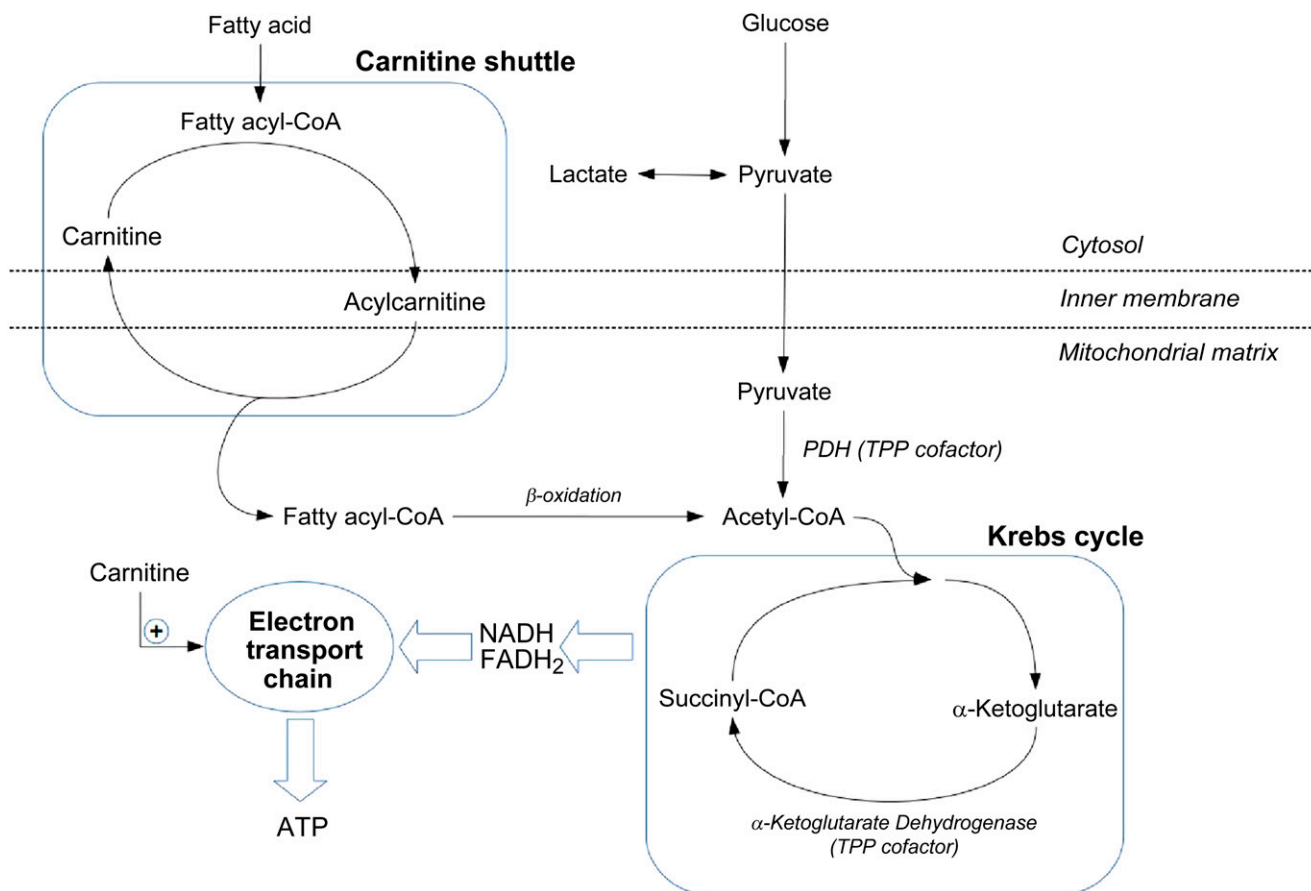 Fatty acid
Glucose
Carnitine shuttle
Fatty acyl-CoA
Lactate
Pyruvate
Carnitine
Cytosol
Acylcarnitine
Inner membrane
Mitochondrial matrix
Pyruvate
PDH (TPP cofactor)
Fatty acyl-CoA
β-oxidation
Acetyl-CoA
Krebs cycle
Carnitine
+
Electron
transport
chain
NADH
FADH₂
Succinyl-CoA
α-Ketoglutarate
ATP
α-Ketoglutarate Dehydrogenase
(TPP cofactor)